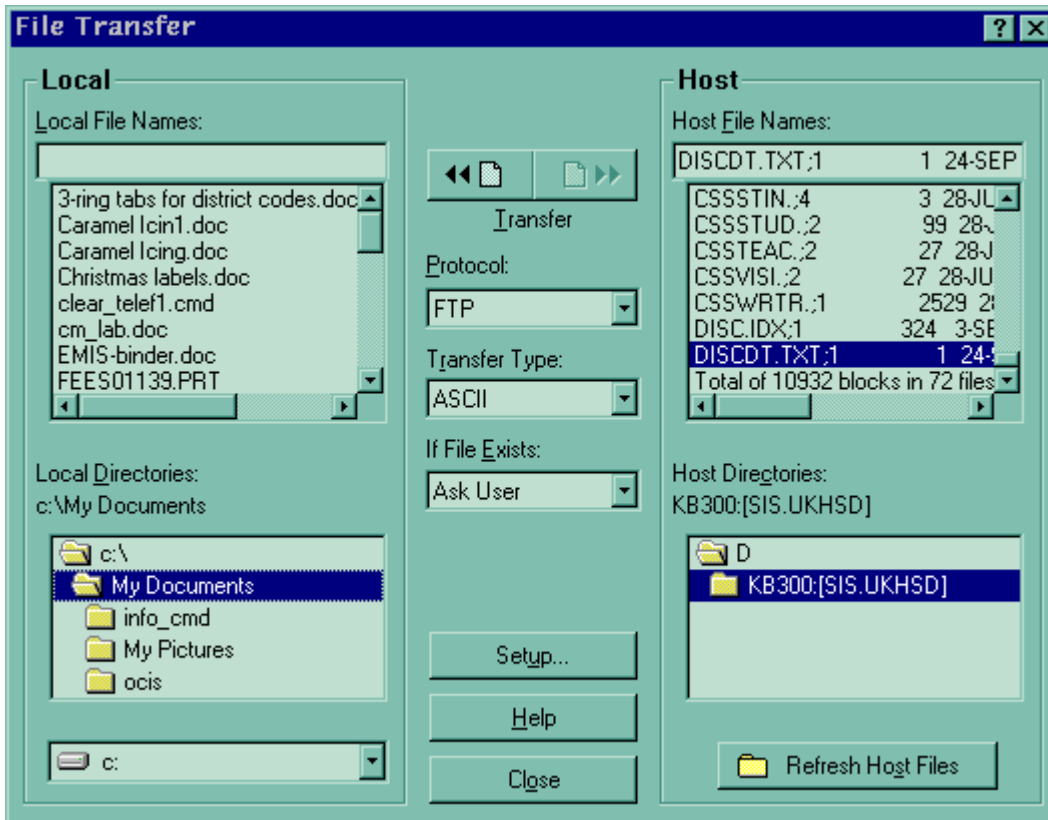 File Transfer
Local
Local File Names:
3-ring tabs for district codes.doc
Caramel Icin1.doc
Caramel Icing.doc
Christmas labels.doc
clear_telef1.cmd
cm_lab.doc
EMIS-binder.doc
FEES01139.PRT
Local Directories:
c:\My Documents
c:\
My Documents
info_cmd
My Pictures
ocis
c:
Transfer
Protocol:
FTP
Transfer Type:
ASCII
If File Exists:
Ask User
Setup...
Help
Close
Host
Host File Names:
DISCDT.TXT;1 1 24-SEP
CSSSTIN.;4 3 28-JU
CSSSTUD.;2 99 28-
CSSTEAC.;2 27 28-J
CSSVISI.;2 27 28-JU
CSSWRTR.;1 2529 2
DISC.IDX;1 324 3-SE
DISCDT.TXT;1 1 24-
Total of 10932 blocks in 72 files
Host Directories:
KB300:[SIS.UKHSD]
D
KB300:[SIS.UKHSD]
Refresh Host Files